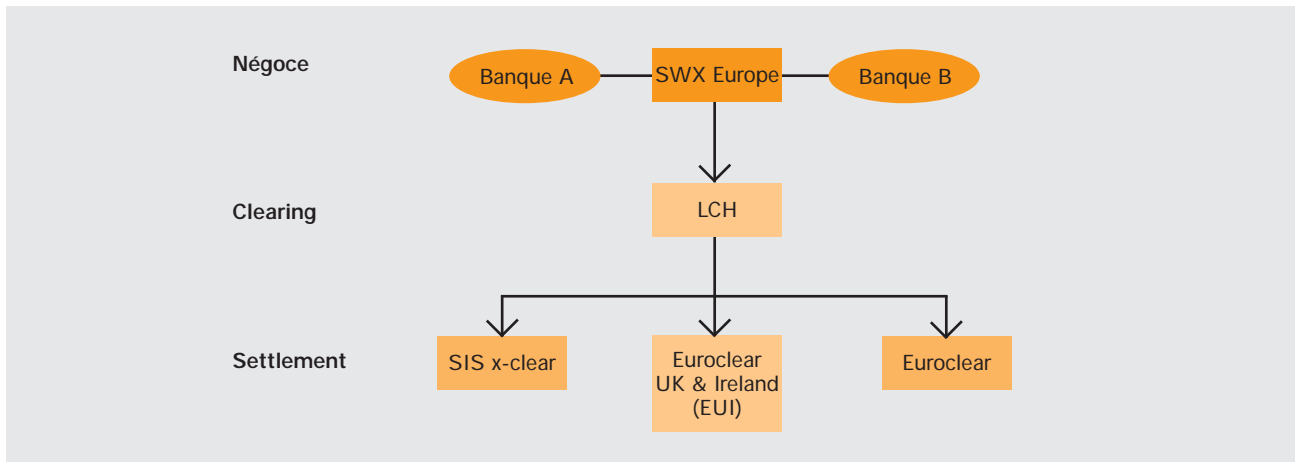 Négoce
Banque A
SWX Europe
Banque B
Clearing
LCH
Settlement
SIS x-clear
Euroclear
UK & Ireland
(EUI)
Euroclear